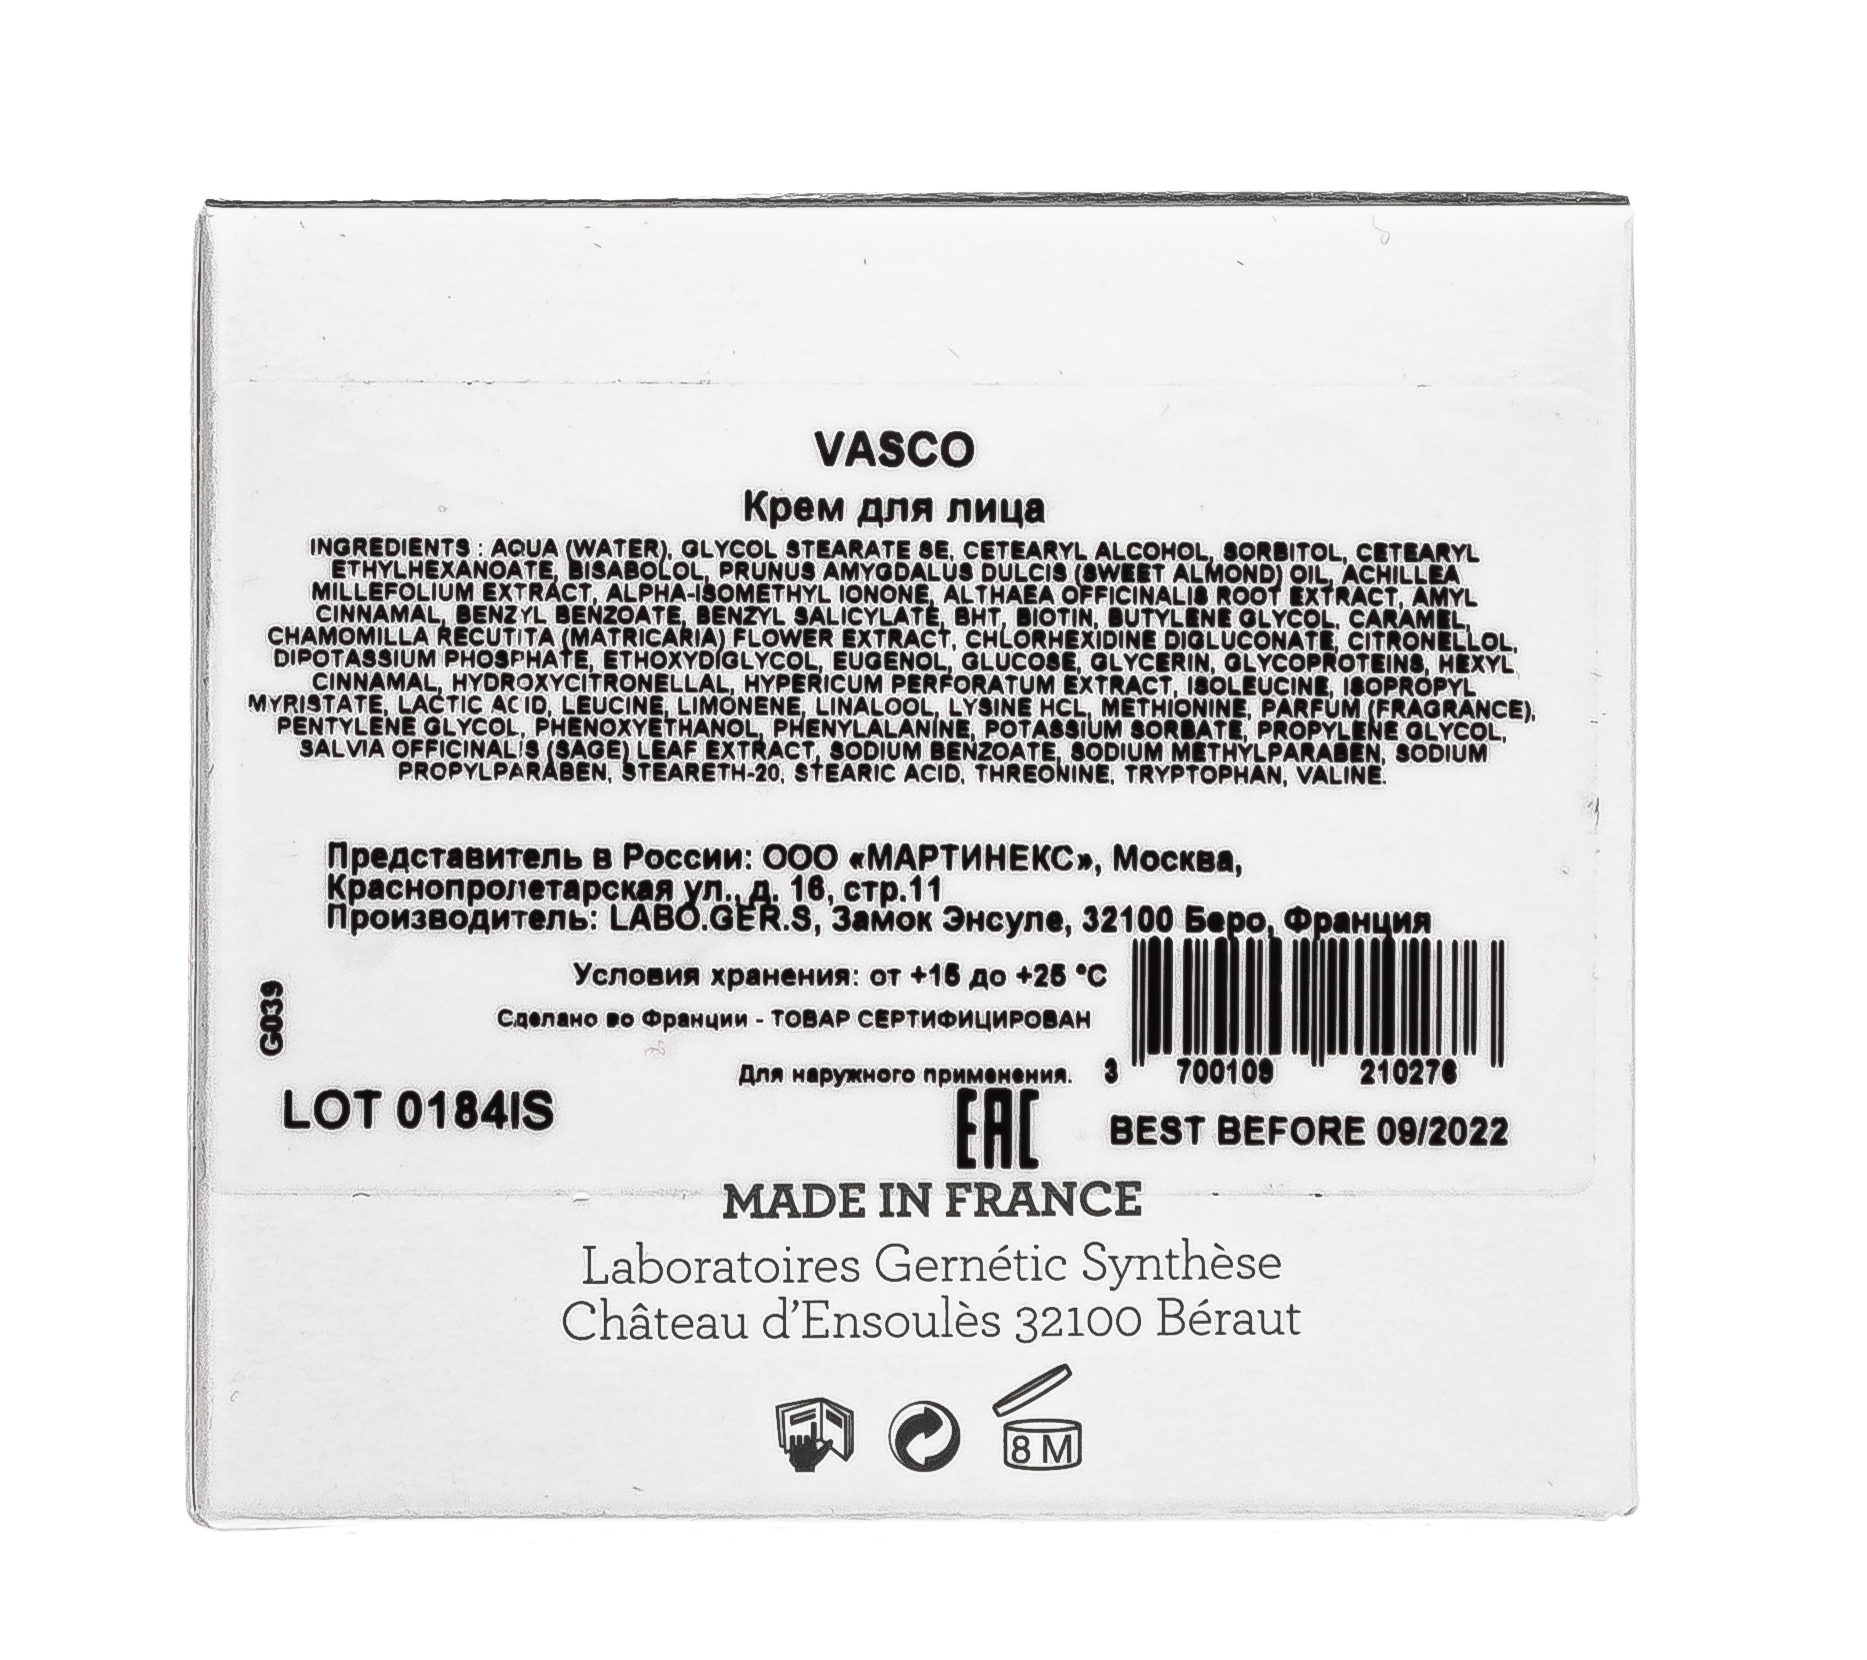 VASCO
Крем для лица
INGREDIENTS : AQUA (WATER), GLYCOL STEARATE SE, CETEARYL ALCOHOL, SORBITOL, CETEARYL
ETHYLHEXANOATE, BISABOLOL, PRUNUS AMYGDALUS DULCIS (SWEET ALMOND) OIL, ACHILLEA
MILLEFOLIUM EXTRACT, ALPHA-ISOMETHYL IONONE, ALTHAEA OFFICINALIS ROOT EXTRACT, AMYL
CINNAMAL, BENZYL BENZOATE, BENZYL SALICYLATE, BHT, BIOTIN, BUTYLENE GLYCOL, CARAMEL,
CHAMOMILLA RECUTITA (MATRICARIA) FLOWER EXTRACT, CHLORHEXIDINE DIGLUCONATE, CITRONELLOL,
DIPOTASSIUM PHOSPHATE, ETHOXYDIGLYCOL, EUGENOL, GLUCOSE, GLYCERIN, GLYCOPROTEINS, HEXYL
CINNAMAL, HYDROXYCITRONELLAL, HYPERICUM PERFORATUM EXTRACT, ISOLEUCINE, ISOPROPYL
MYRISTATE, LACTIC ACID, LEUCINE, LIMONENE, LINALOOL, LYSINE HCL, METHIONINE, PARFUM (FRAGRANCE),
PENTYLENE GLYCOL, PHENOXYETHANOL, PHENYLALANINE, POTASSIUM SORBATE, PROPYLENE GLYCOL,
SALVIA OFFICINALIS (SAGE) LEAF EXTRACT, SODIUM BENZOATE, SODIUM METHYLPARABEN, SODIUM
PROPYLPARABEN, STEARETH-20, STEARIC ACID, THREONINE, TRYPTOPHAN, VALINE.
Представитель в России: ООО «МАРТИНЕКС», Москва,
Краснопролетарская ул., д. 16, стр.11
Производитель: LABO.GER.S, Замок Энсуле, 32100 Беро, Франция
Условия хранения: от +15 до +25 °C
Сделано во Франции - ТОВАР СЕРТИФИЦИРОВАН
G039
Для наружного применения.
3 700109 210276
LOT 0184IS
EAC
BEST BEFORE 09/2022
MADE IN FRANCE
Laboratoires Gernétic Synthèse
Château d'Ensoulès 32100 Béraut
8 M